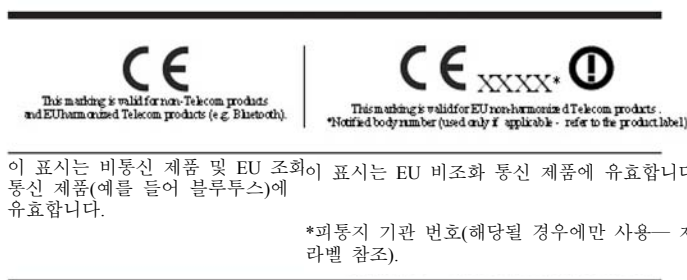 CE
This marking is valid for non-Telecom products
and EU harmonized Telecom products (e.g. Bluetooth).
CE XXXX*
This marking is valid for EU non-harmonized Telecom products .
*Notified body number (used only if applicable - refer to the product label)
이 표시는 비통신 제품 및 EU 조화
통신 제품(예를 들어 블루투스)에
유효합니다.
이 표시는 EU 비조화 통신 제품에 유효합니다
*피통지 기관 번호(해당될 경우에만 사용— 제
라벨 참조).